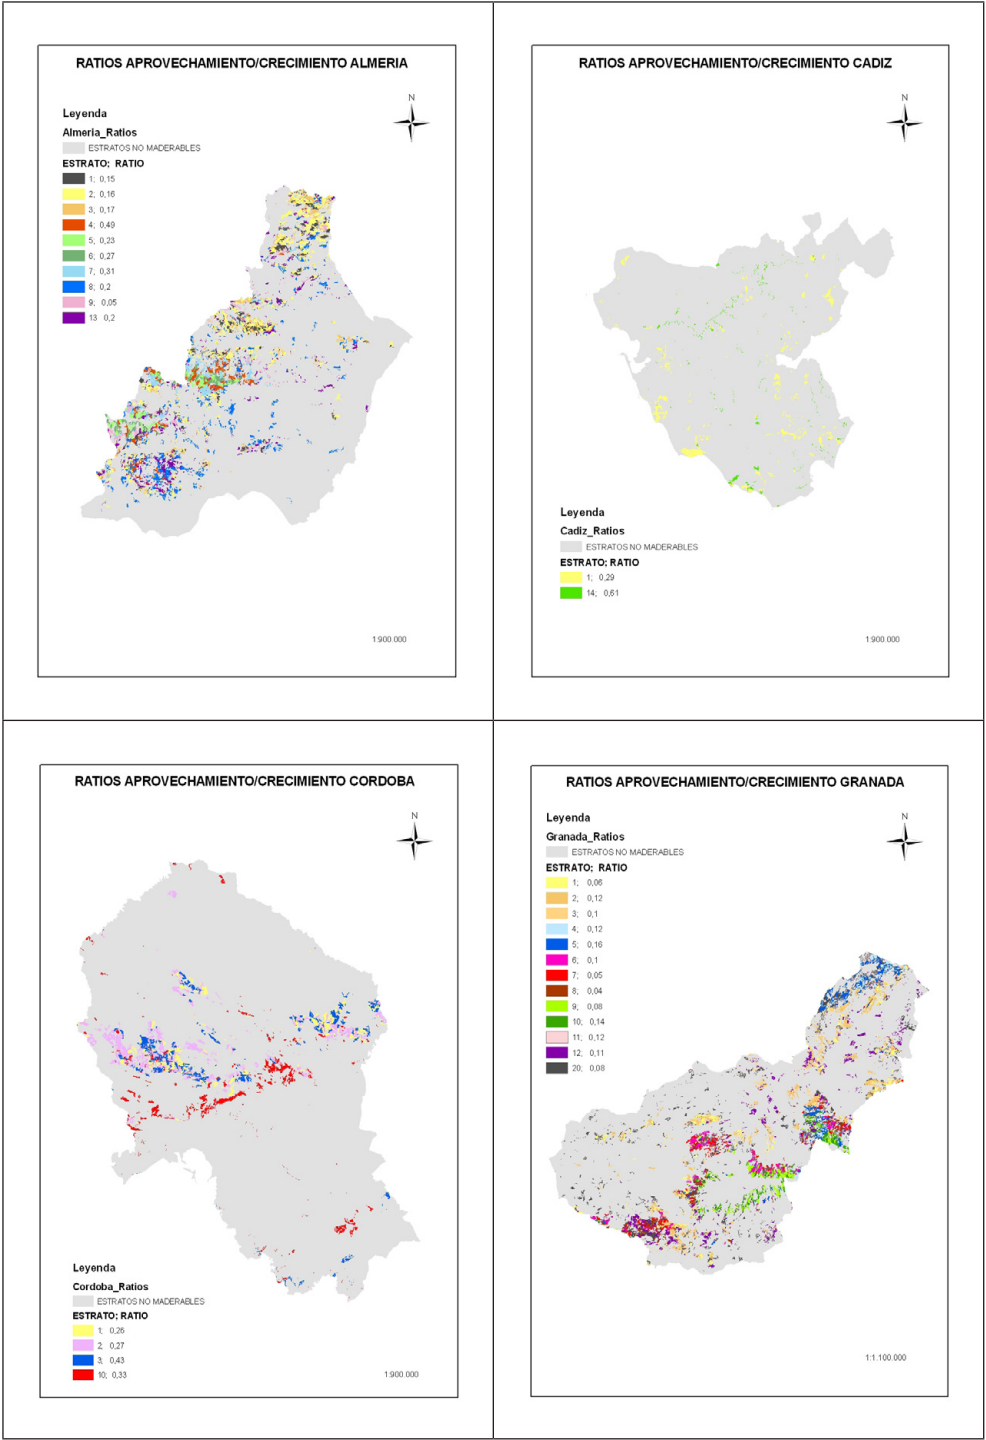 RATIOS APROVECHAMIENTO/CRECIMIENTO ALMERIA
N
Leyenda
Almeria_Ratios
ESTRATOS NO MADERABLES
ESTRATO; RATIO
1; 0,15
2; 0,16
3; 0,17
4; 0,49
5; 0,23
6; 0,27
7; 0,31
8; 0,2
9; 0,05
13 0,2
1:900.000
RATIOS APROVECHAMIENTO/CRECIMIENTO CADIZ
N
Leyenda
Cadiz_Ratios
ESTRATOS NO MADERABLES
ESTRATO; RATIO
1; 0,29
14; 0,61
1:900.000
RATIOS APROVECHAMIENTO/CRECIMIENTO CORDOBA
N
Leyenda
Cordoba_Ratios
ESTRATOS NO MADERABLES
ESTRATO; RATIO
1; 0,26
2; 0,27
3; 0,43
10; 0,33
1:900.000
RATIOS APROVECHAMIENTO/CRECIMIENTO GRANADA
N
Leyenda
Granada_Ratios
ESTRATOS NO MADERABLES
ESTRATO; RATIO
1; 0,06
2; 0,12
3; 0,1
4; 0,12
5; 0,16
6; 0,1
7; 0,05
8; 0,04
9; 0,08
10; 0,14
11; 0,12
12; 0,11
20; 0,08
1:1.100.000